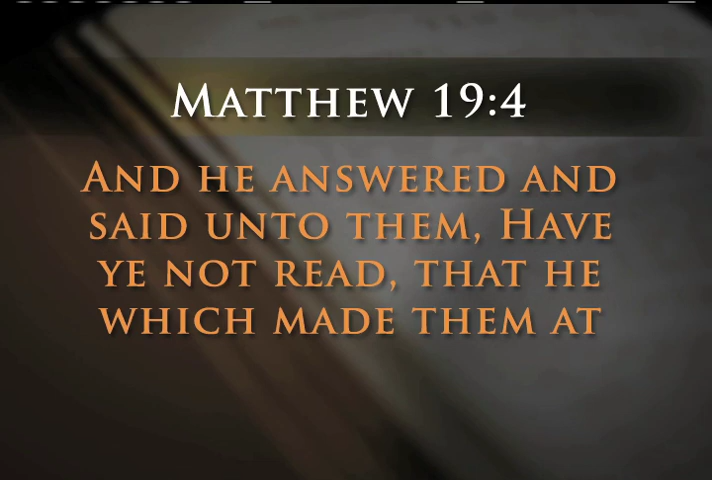 Matthew 19:4
And he answered and
said unto them, Have
ye not read, that he
which made them at